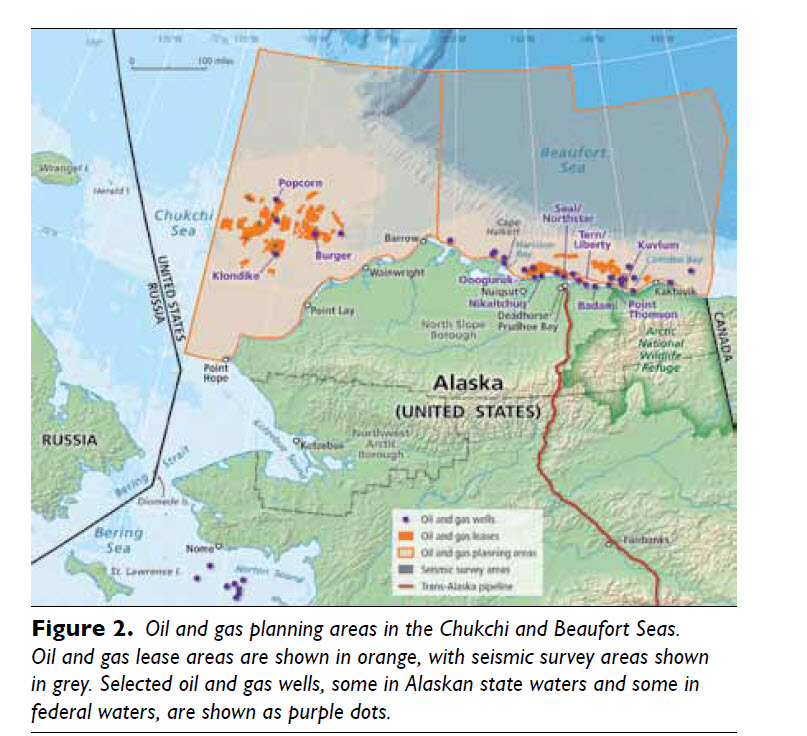 100 miles
Wrangel I.
Herald I.
Chukchi
Sea
Popcorn
Burger
Klondike
UNITED STATES
RUSSIA
Beaufort
Sea
Seal/
Northstar
Cape
Halkett
Harrison
Bay
Tern/
Liberty
Kuvlum
Camden Bay
Barrow
Wainwright
Oooguruk
Nuiqsut
Nikaitchuq
Deadhorse
Prudhoe Bay
Badami
Point
Thomson
Kaktovik
Point Lay
North Slope
Borough
Arctic
National
Wildlife
Refuge
CANADA
Point
Hope
Alaska
(UNITED STATES)
RUSSIA
Kotzebue
Kotzebue
Northwest
Arctic
Borough
Bering Strait
Diomede Is.
Bering
Sea
Nome
St. Lawrence I.
Norton Sound
Fairbanks
Oil and gas wells
Oil and gas leases
Oil and gas planning areas
Seismic survey areas
Trans-Alaska pipeline
Figure 2. Oil and gas planning areas in the Chukchi and Beaufort Seas.
Oil and gas lease areas are shown in orange, with seismic survey areas shown
in grey. Selected oil and gas wells, some in Alaskan state waters and some in
federal waters, are shown as purple dots.